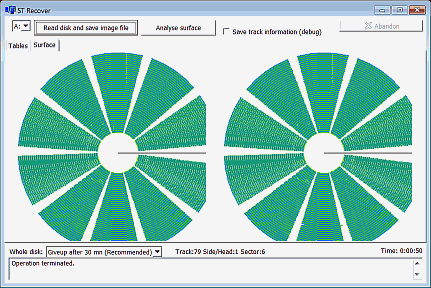 ST Recover
A: Read disk and save image file Analyse surface Save track information (debug) Abandon
Tables Surface
Whole disk: Giveup after 30 mn (Recommended) Track:79 Side/Head:1 Sector:6 Time: 0:00:50
Operation terminated.